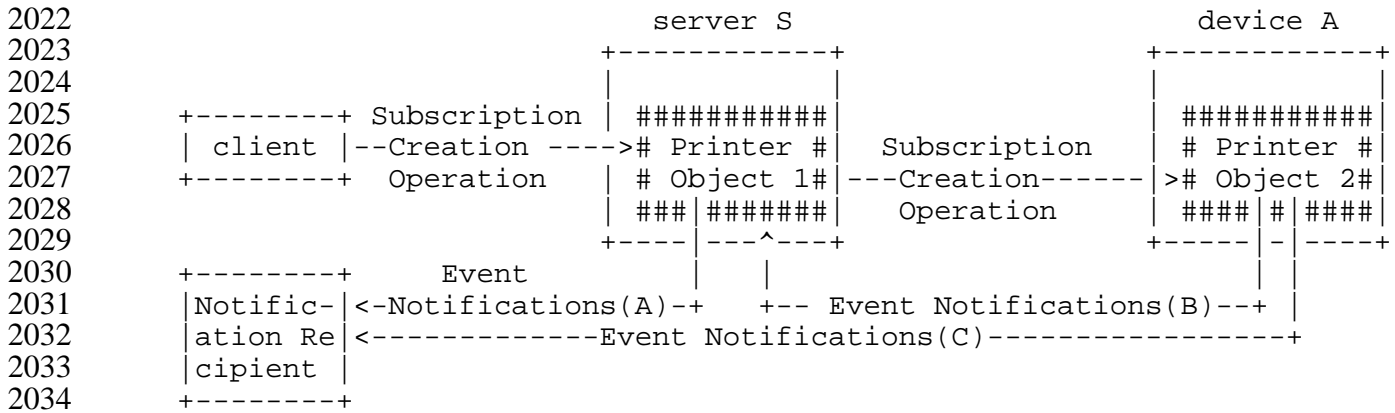 2022                                     server S                       device A
2023                                  +------------+                 +------------+
2024                                  |            |                 |            |
2025      +--------+ Subscription | ###########|                 | ###########|
2026      | client |--Creation ----># Printer #|  Subscription   | # Printer #|
2027      +--------+  Operation   | # Object 1#|---Creation------|># Object 2#|
2028                                  | ###|#######|   Operation     | ####|#|####|
2029                                  +----|---^---+                 +-----|-|----+
2030      +--------+     Event            |   |                           | |
2031      |Notific-|<-Notifications(A)-+   +-- Event Notifications(B)--+ |
2032      |ation Re|<-------------Event Notifications(C)-----------------+
2033      |cipient |
2034      +--------+